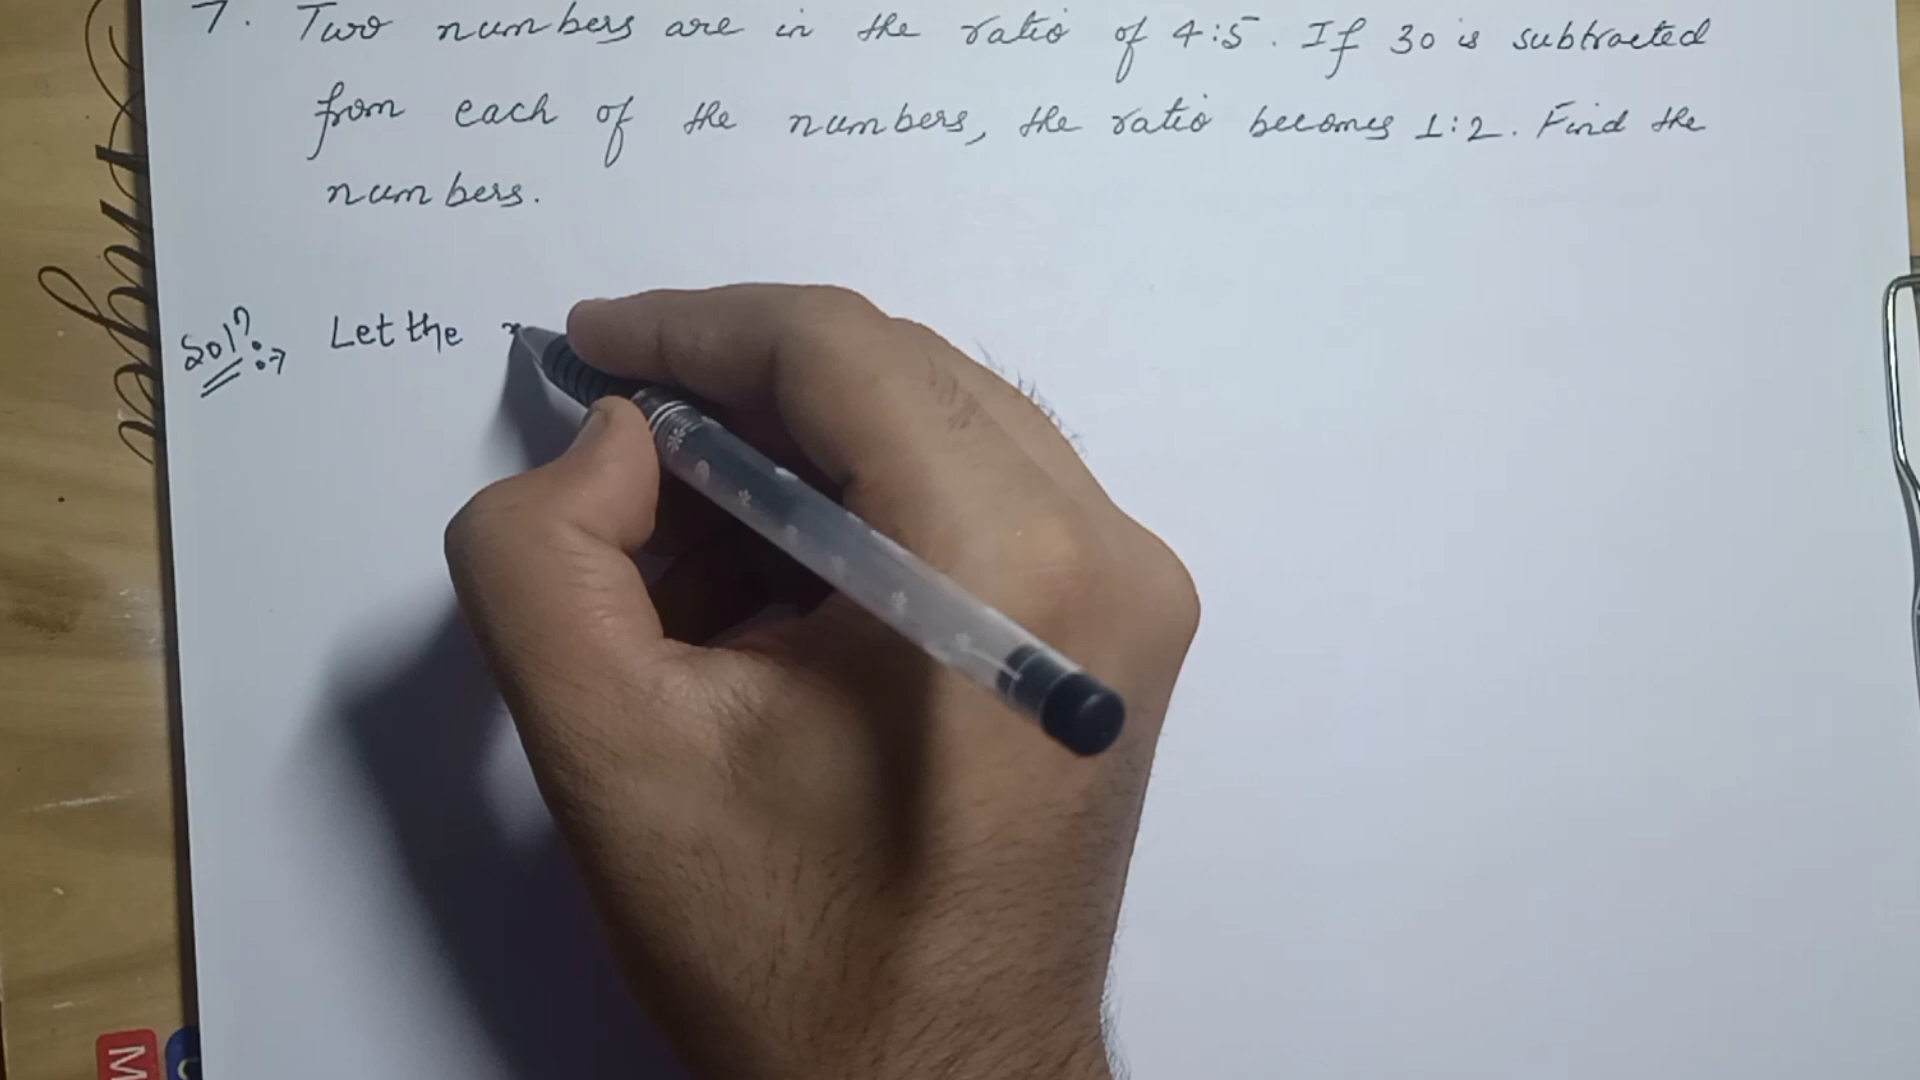 7. Two numbers are in the ratio of 4:5. If 30 is subtracted
from each of the numbers, the ratio becomes 1:2. Find the
numbers.
Soln:→ Let the
M